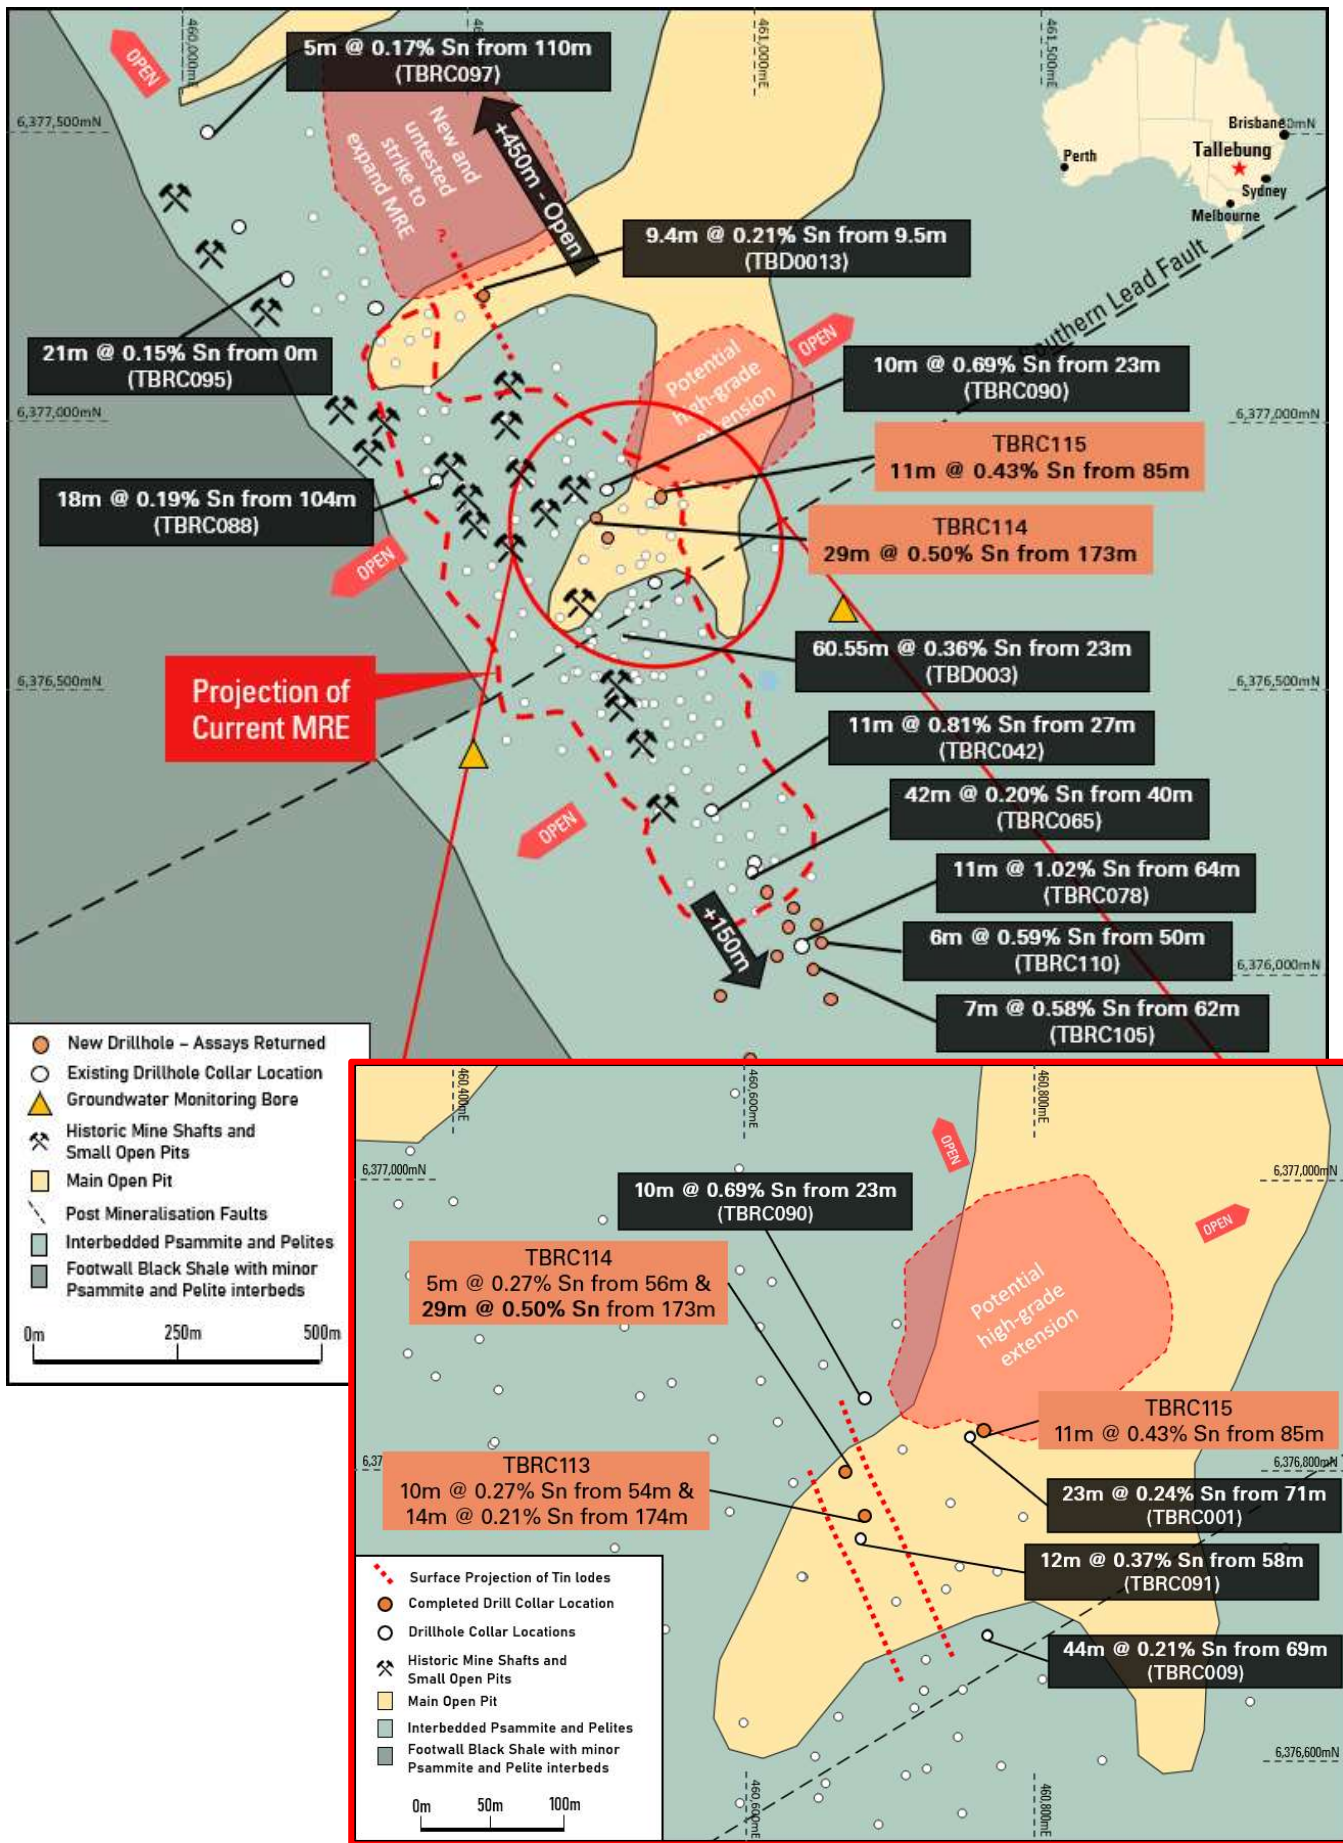 460,000mE
461,000mE
461,500mE
OPEN
5m @ 0.17% Sn from 110m
(TBRC097)
6,377,500mN
New and
untested
strike to
expand MRE
?
+450m - Open
Perth
Brisbane
0mN
Tallebung
Sydney
Melbourne
9.4m @ 0.21% Sn from 9.5m
(TBD0013)
Southern Lead Fault
21m @ 0.15% Sn from 0m
(TBRC095)
Potential
high-grade
extension
OPEN
10m @ 0.69% Sn from 23m
(TBRC090)
6,377,000mN
6,377,000mN
TBRC115
11m @ 0.43% Sn from 85m
18m @ 0.19% Sn from 104m
(TBRC088)
TBRC114
29m @ 0.50% Sn from 173m
OPEN
60.55m @ 0.36% Sn from 23m
(TBD003)
6,376,500mN
6,376,500mN
Projection of
Current MRE
11m @ 0.81% Sn from 27m
(TBRC042)
42m @ 0.20% Sn from 40m
(TBRC065)
OPEN
11m @ 1.02% Sn from 64m
(TBRC078)
+150m
6m @ 0.59% Sn from 50m
(TBRC110)
6,376,000mN
7m @ 0.58% Sn from 62m
(TBRC105)
New Drillhole – Assays Returned
Existing Drillhole Collar Location
Groundwater Monitoring Bore
Historic Mine Shafts and
Small Open Pits
Main Open Pit
Post Mineralisation Faults
Interbedded Psammite and Pelites
Footwall Black Shale with minor
Psammite and Pelite interbeds
0m 250m 500m
460,400mE
460,600mE
460,800mE
6,377,000mN
6,377,000mN
OPEN
OPEN
10m @ 0.69% Sn from 23m
(TBRC090)
TBRC114
5m @ 0.27% Sn from 56m &
29m @ 0.50% Sn from 173m
Potential
high-grade
extension
TBRC115
11m @ 0.43% Sn from 85m
6,37
6,376,800mN
TBRC113
10m @ 0.27% Sn from 54m &
14m @ 0.21% Sn from 174m
23m @ 0.24% Sn from 71m
(TBRC001)
12m @ 0.37% Sn from 58m
(TBRC091)
44m @ 0.21% Sn from 69m
(TBRC009)
6,376,600mN
460,600mE
460,800mE
Surface Projection of Tin lodes
Completed Drill Collar Location
Drillhole Collar Locations
Historic Mine Shafts and
Small Open Pits
Main Open Pit
Interbedded Psammite and Pelites
Footwall Black Shale with minor
Psammite and Pelite interbeds
0m 50m 100m